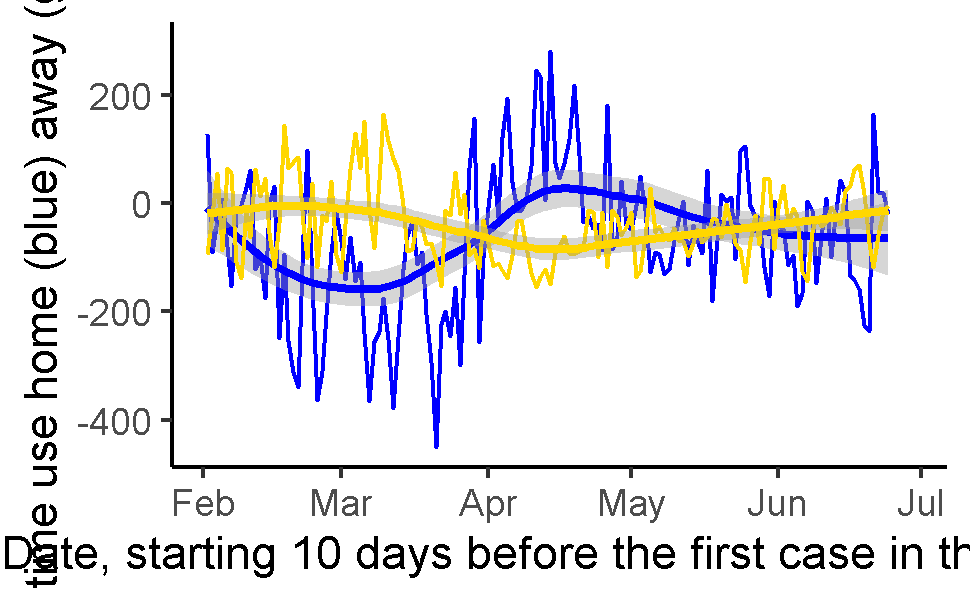 time use home (blue) away (
200
0
-200
-400
Feb Mar Apr May Jun Jul
Date, starting 10 days before the first case in th